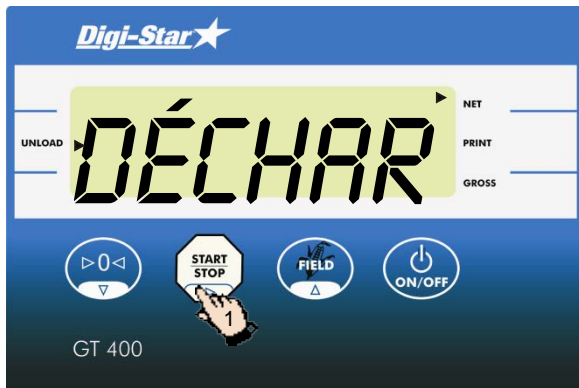 Digi-Star
DÉCHAR
UNLOAD
NET
PRINT
GROSS
▷0◁
START
STOP
FIELD
ON/OFF
1
GT 400